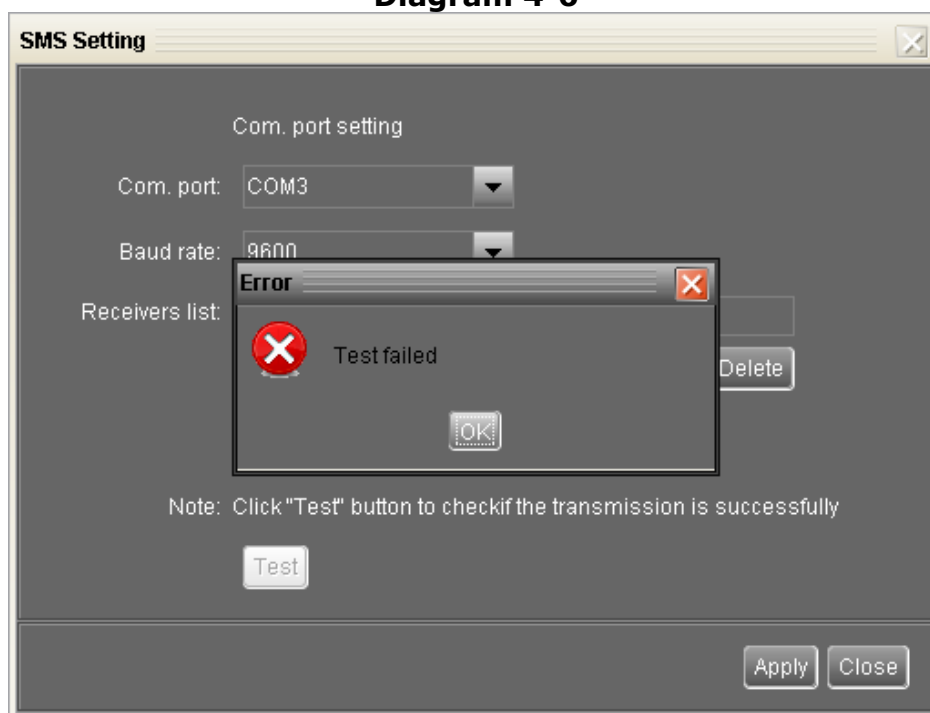 Diagram 4-6
SMS Setting
Com. port setting
Com. port: COM3
Baud rate: 9600
Error
Receivers list:
Test failed
Delete
OK
Note: Click "Test" button to checkif the transmission is successfully
Test
Apply Close